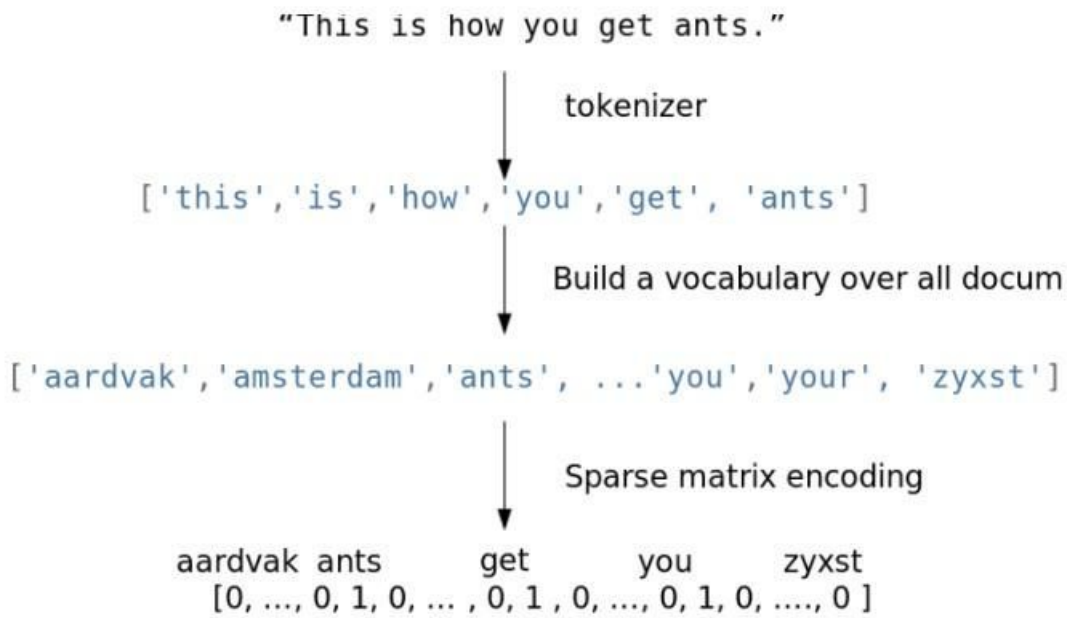 “This is how you get ants.”
tokenizer
['this','is','how','you','get', 'ants']
Build a vocabulary over all docum
['aardvak','amsterdam','ants', ...'you','your', 'zyxst']
Sparse matrix encoding
aardvak ants get you zyxst
[0, ..., 0, 1, 0, ... , 0, 1 , 0, ..., 0, 1, 0, ...., 0 ]